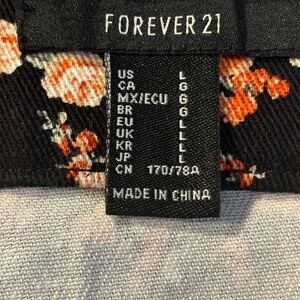 FOREVER 21
US L
CA G
MX/ECU G
BR G
EU L
UK L
KR L
JP L
CN 170/78A
MADE IN CHINA